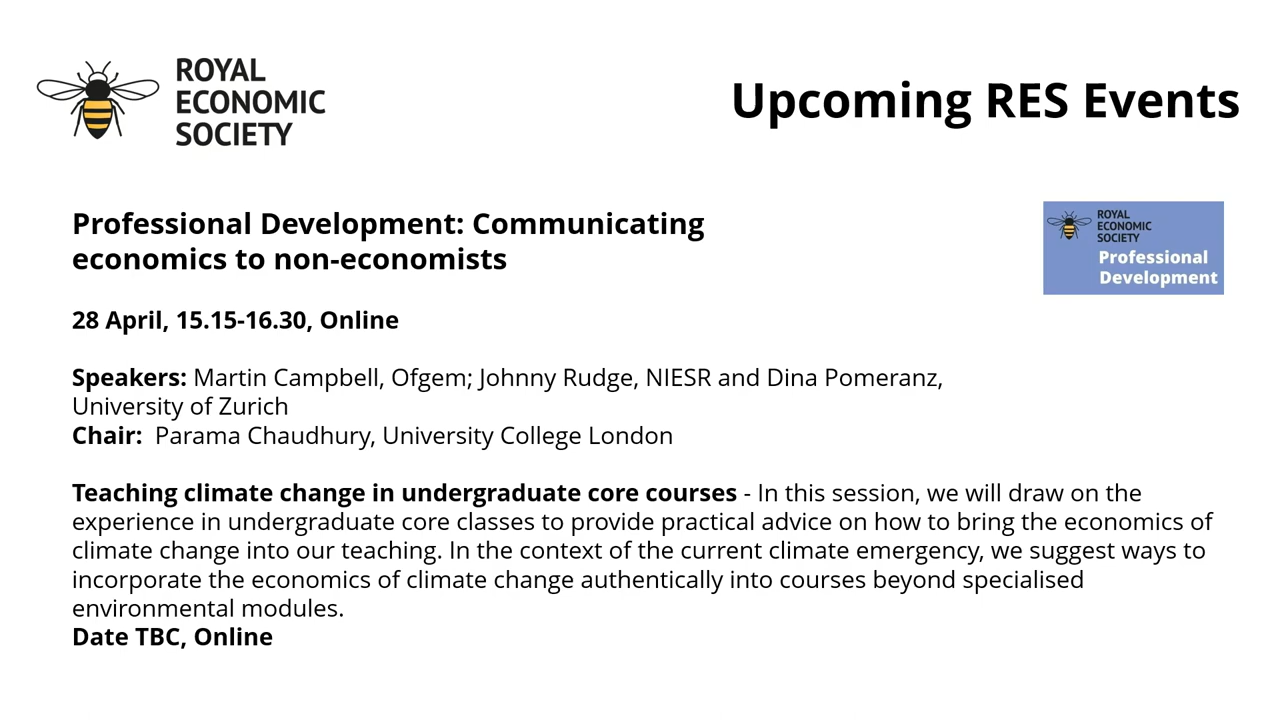 ROYAL
ECONOMIC
SOCIETY
Upcoming RES Events
Professional Development: Communicating
economics to non-economists
ROYAL
ECONOMIC
SOCIETY
Professional
Development
28 April, 15.15-16.30, Online
Speakers: Martin Campbell, Ofgem; Johnny Rudge, NIESR and Dina Pomeranz,
University of Zurich
Chair:  Parama Chaudhury, University College London
Teaching climate change in undergraduate core courses - In this session, we will draw on the
experience in undergraduate core classes to provide practical advice on how to bring the economics of
climate change into our teaching. In the context of the current climate emergency, we suggest ways to
incorporate the economics of climate change authentically into courses beyond specialised
environmental modules.
Date TBC, Online